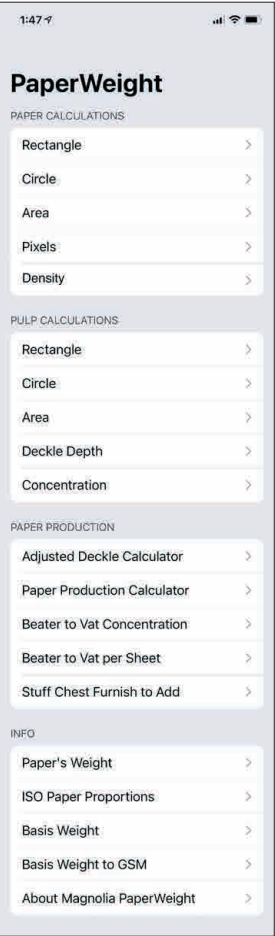 1:47
PaperWeight
PAPER CALCULATIONS
Rectangle
Circle
Area
Pixels
Density
PULP CALCULATIONS
Rectangle
Circle
Area
Deckle Depth
Concentration
PAPER PRODUCTION
Adjusted Deckle Calculator
Paper Production Calculator
Beater to Vat Concentration
Beater to Vat per Sheet
Stuff Chest Furnish to Add
INFO
Paper's Weight
ISO Paper Proportions
Basis Weight
Basis Weight to GSM
About Magnolia PaperWeight